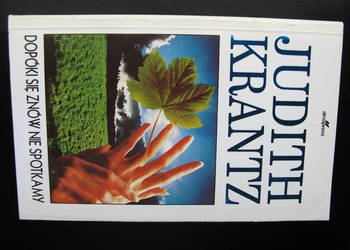 JUDITH
KRANTZ
DOPÓKI SIĘ ZNÓW NIE SPOTKAMY